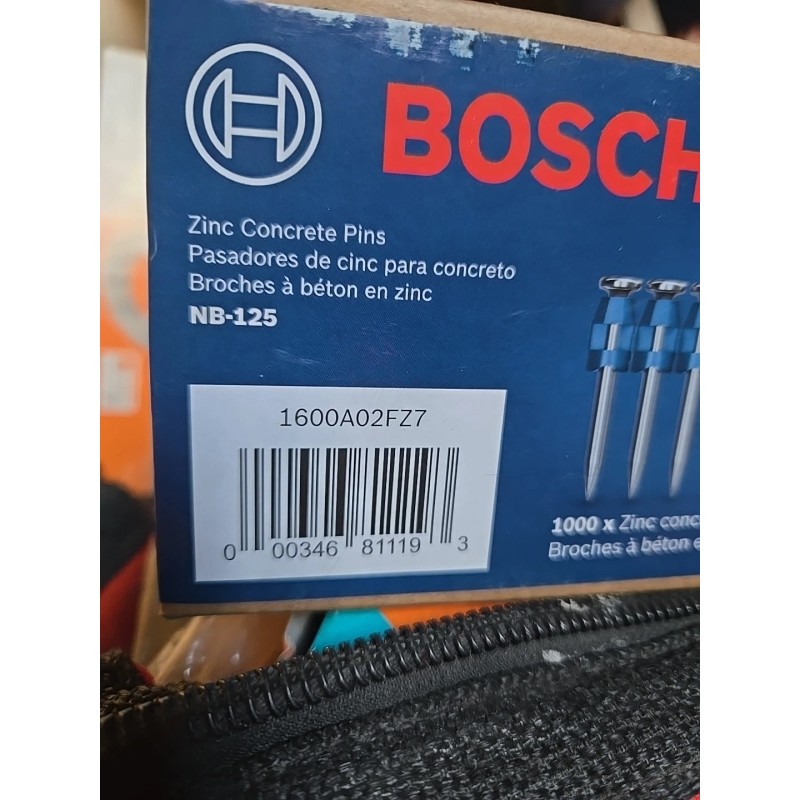 BOSCH
Zinc Concrete Pins
Pasadores de cinc para concreto
Broches à béton en zinc
NB-125
1600A02FZ7
0 00346 81119 3
1000 x Zinc conc
Broches à béton e